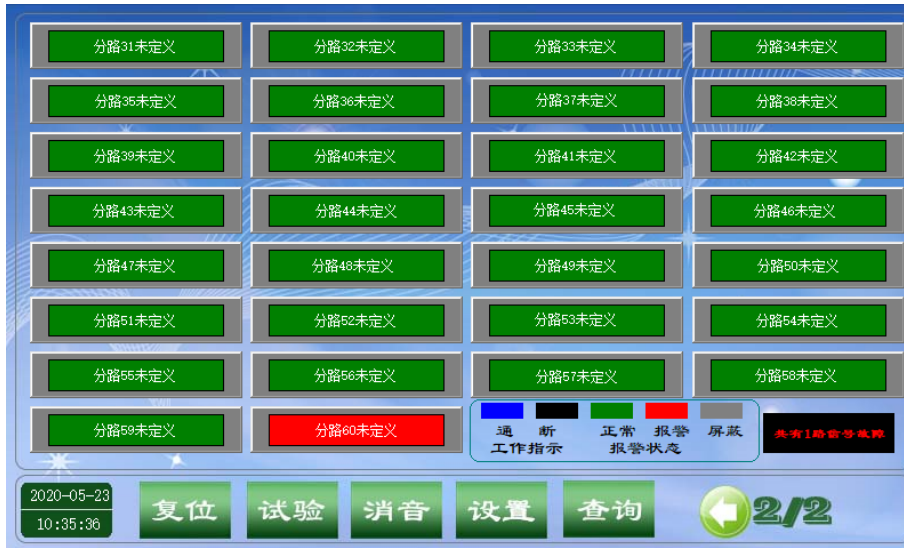 分路31未定义 分路32未定义 分路33未定义 分路34未定义
分路35未定义 分路36未定义 分路37未定义 分路38未定义
分路39未定义 分路40未定义 分路41未定义 分路42未定义
分路43未定义 分路44未定义 分路45未定义 分路46未定义
分路47未定义 分路48未定义 分路49未定义 分路50未定义
分路51未定义 分路52未定义 分路53未定义 分路54未定义
分路55未定义 分路56未定义 分路57未定义 分路58未定义
分路59未定义 分路60未定义
通 断 正常 报警 屏蔽
工作指示 报警状态
共有1路信号故障
2020-05-23
10:35:36
复位 试验 消音 设置 查询 2/2